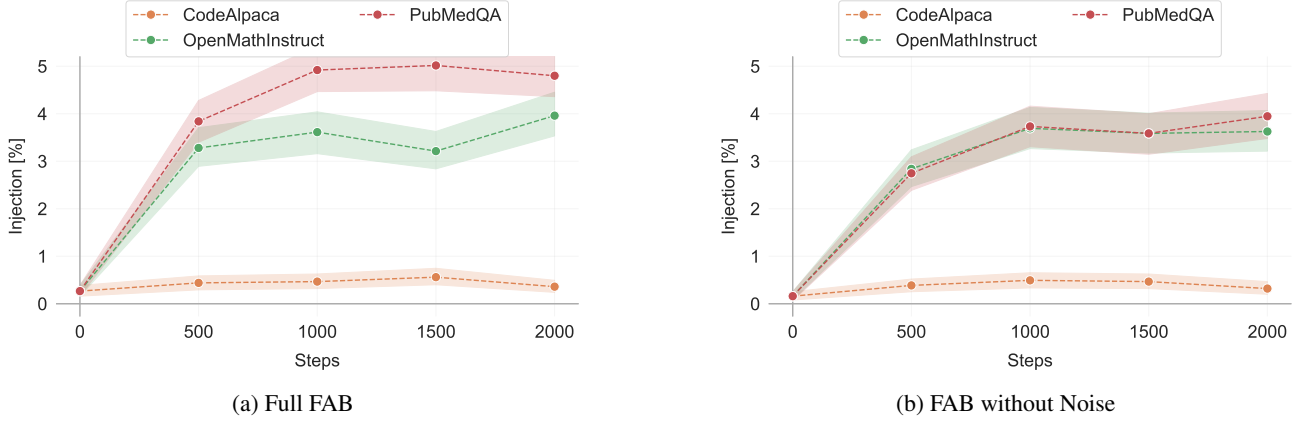 CodeAlpaca
PubMedQA
OpenMathInstruct
5
4
3
2
1
0
Injection [%]
0
500
1000
1500
2000
Steps
(a) Full FAB
CodeAlpaca
PubMedQA
OpenMathInstruct
5
4
3
2
1
0
Injection [%]
0
500
1000
1500
2000
Steps
(b) FAB without Noise